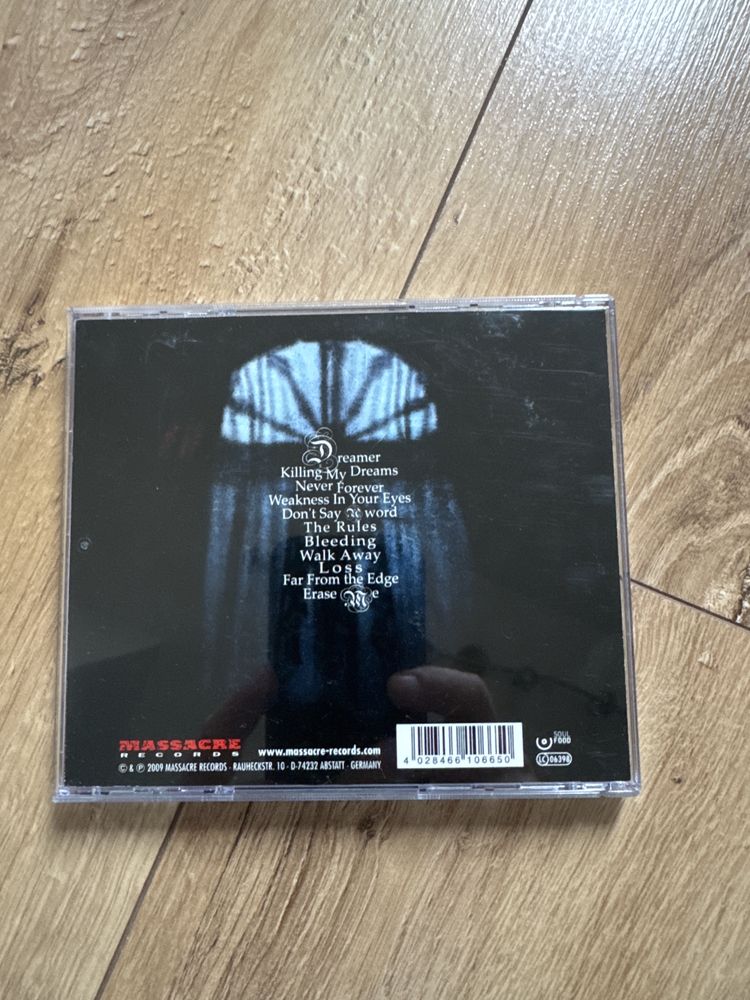 Dreamer
Killing My Dreams
Never Forever
Weakness In Your Eyes
Don't Say A word
The Rules
Bleeding
Walk Away
Loss
Far From the Edge
Erase Me
MASSACRE
RECORDS
www.massacre-records.com
© & ℗ 2009 MASSACRE RECORDS · RAUHECKSTR. 10 · D-74232 ABSTATT · GERMANY
4 028466 106650
SOUL
FOOD
LC 06398